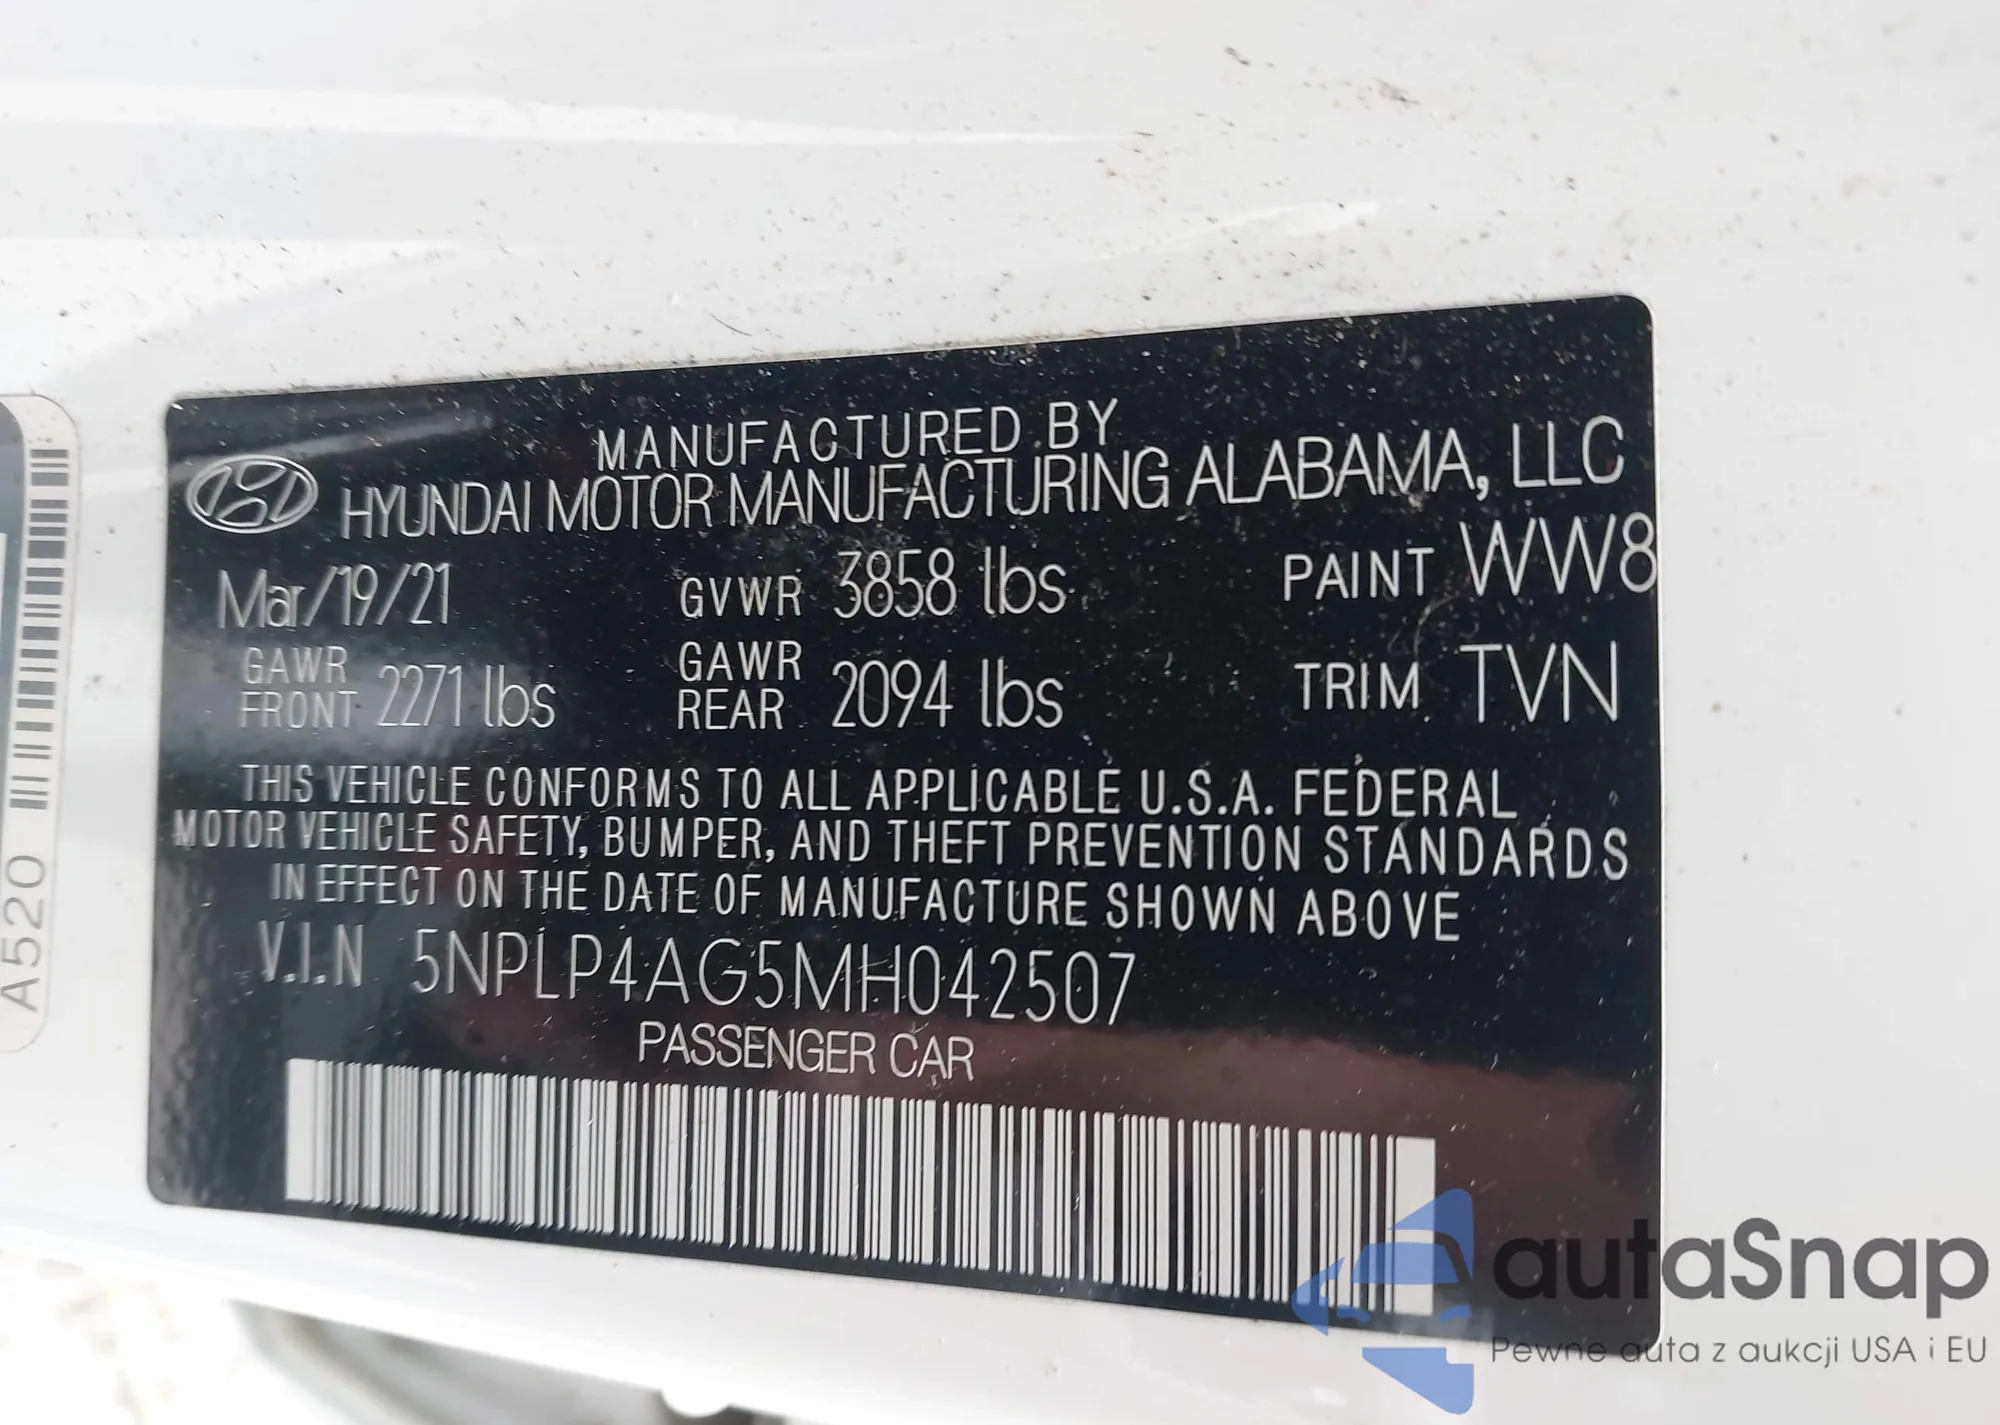 MANUFACTURED BY
HYUNDAI MOTOR MANUFACTURING ALABAMA, LLC
Mar/19/21 GVWR 3858 lbs PAINT WW8
GAWR FRONT 2271 lbs GAWR REAR 2094 lbs TRIM TVN
THIS VEHICLE CONFORMS TO ALL APPLICABLE U.S.A. FEDERAL
MOTOR VEHICLE SAFETY, BUMPER, AND THEFT PREVENTION STANDARDS
IN EFFECT ON THE DATE OF MANUFACTURE SHOWN ABOVE
V.I.N 5NPLP4AG5MH042507
PASSENGER CAR
A520
autaSnap
Pewne auta z aukcji USA i EU